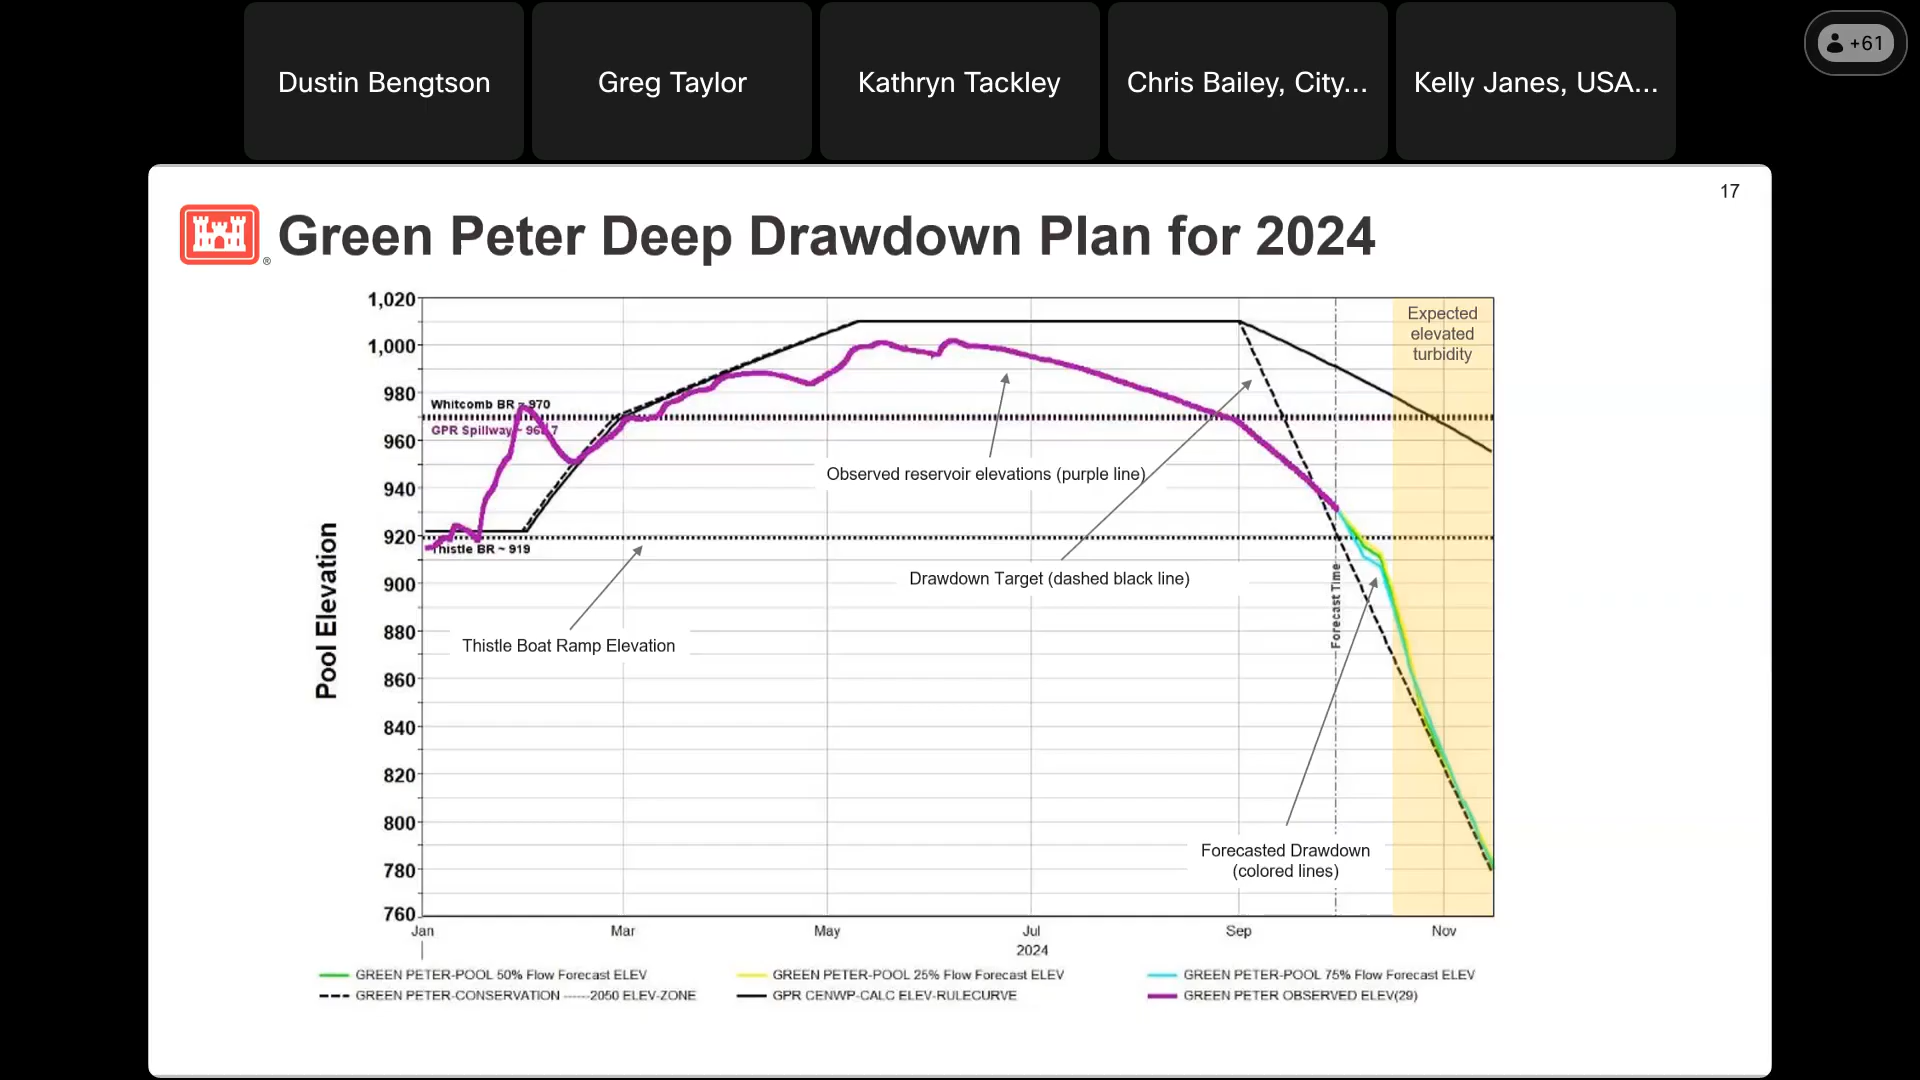 Dustin Bengtson
Greg Taylor
Kathryn Tackley
Chris Bailey, City...
Kelly Janes, USA...
+61
17
®
Green Peter Deep Drawdown Plan for 2024
Expected
elevated
turbidity
1,020
1,000
980
960
940
920
900
880
860
840
820
800
780
760
Pool Elevation
Whitcomb BR ~ 970
GPR Spillway ~
Thistle BR ~ 919
Observed reservoir elevations (purple line)
Drawdown Target (dashed black line)
Thistle Boat Ramp Elevation
Forecast Time
Forecasted Drawdown
(colored lines)
Jan
Mar
May
Jul
Sep
Nov
2024
GREEN PETER-POOL 50% Flow Forecast ELEV
GREEN PETER-POOL 25% Flow Forecast ELEV
GREEN PETER-POOL 75% Flow Forecast ELEV
GREEN PETER-CONSERVATION ------2050 ELEV-ZONE
GPR CENWP-CALC ELEV-RULECURVE
GREEN PETER OBSERVED ELEV(29)